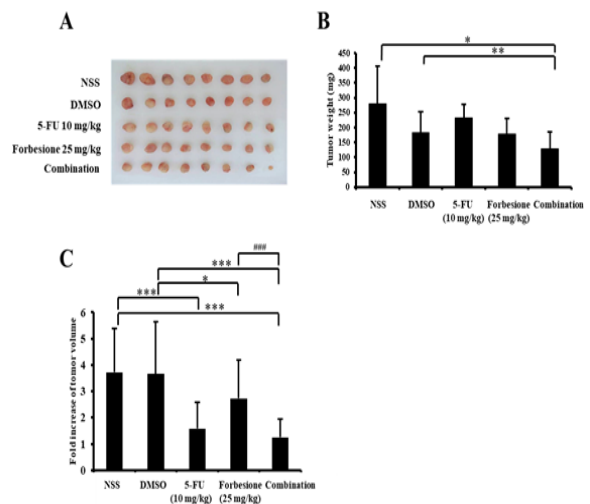 A
NSS
DMSO
5-FU 10 mg/kg
Forbesione 25 mg/kg
Combination
B
*
**
Tumor weight (mg)
450
400
350
300
250
200
150
100
50
0
NSS DMSO 5-FU Forbesione Combination
(10 mg/kg) (25 mg/kg)
C
###
***
*
***
***
Fold increase of tomor volume
6
5
4
3
2
1
0
NSS DMSO 5-FU Forbesione Combination
(10 mg/kg) (25 mg/kg)